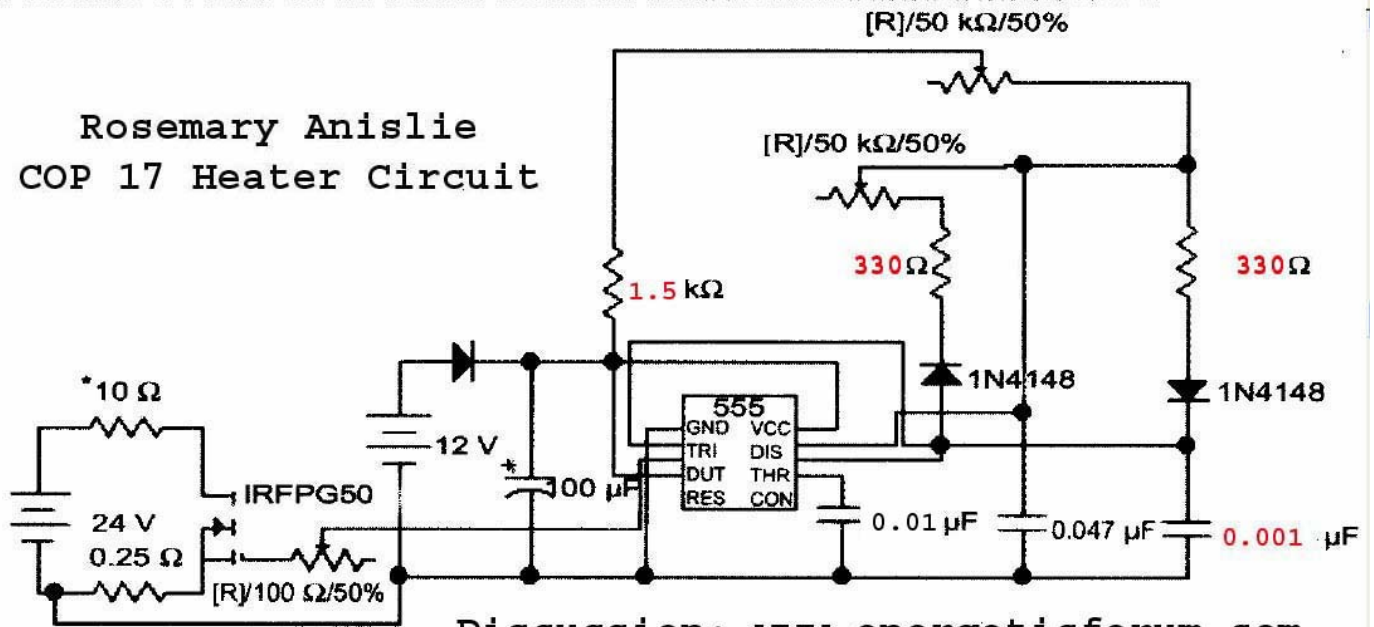 [R]/50 kΩ/50%
Rosemary Anislie
COP 17 Heater Circuit
[R]/50 kΩ/50%
330Ω
330Ω
1.5 kΩ
1N4148
1N4148
*10 Ω
555
GND VCC
TRI DIS
DUT THR
RES CON
12 V
*
100 µF
IRFPG50
24 V
0.25 Ω
[R]/100 Ω/50%
0.01 µF
0.047 µF
0.001 µF